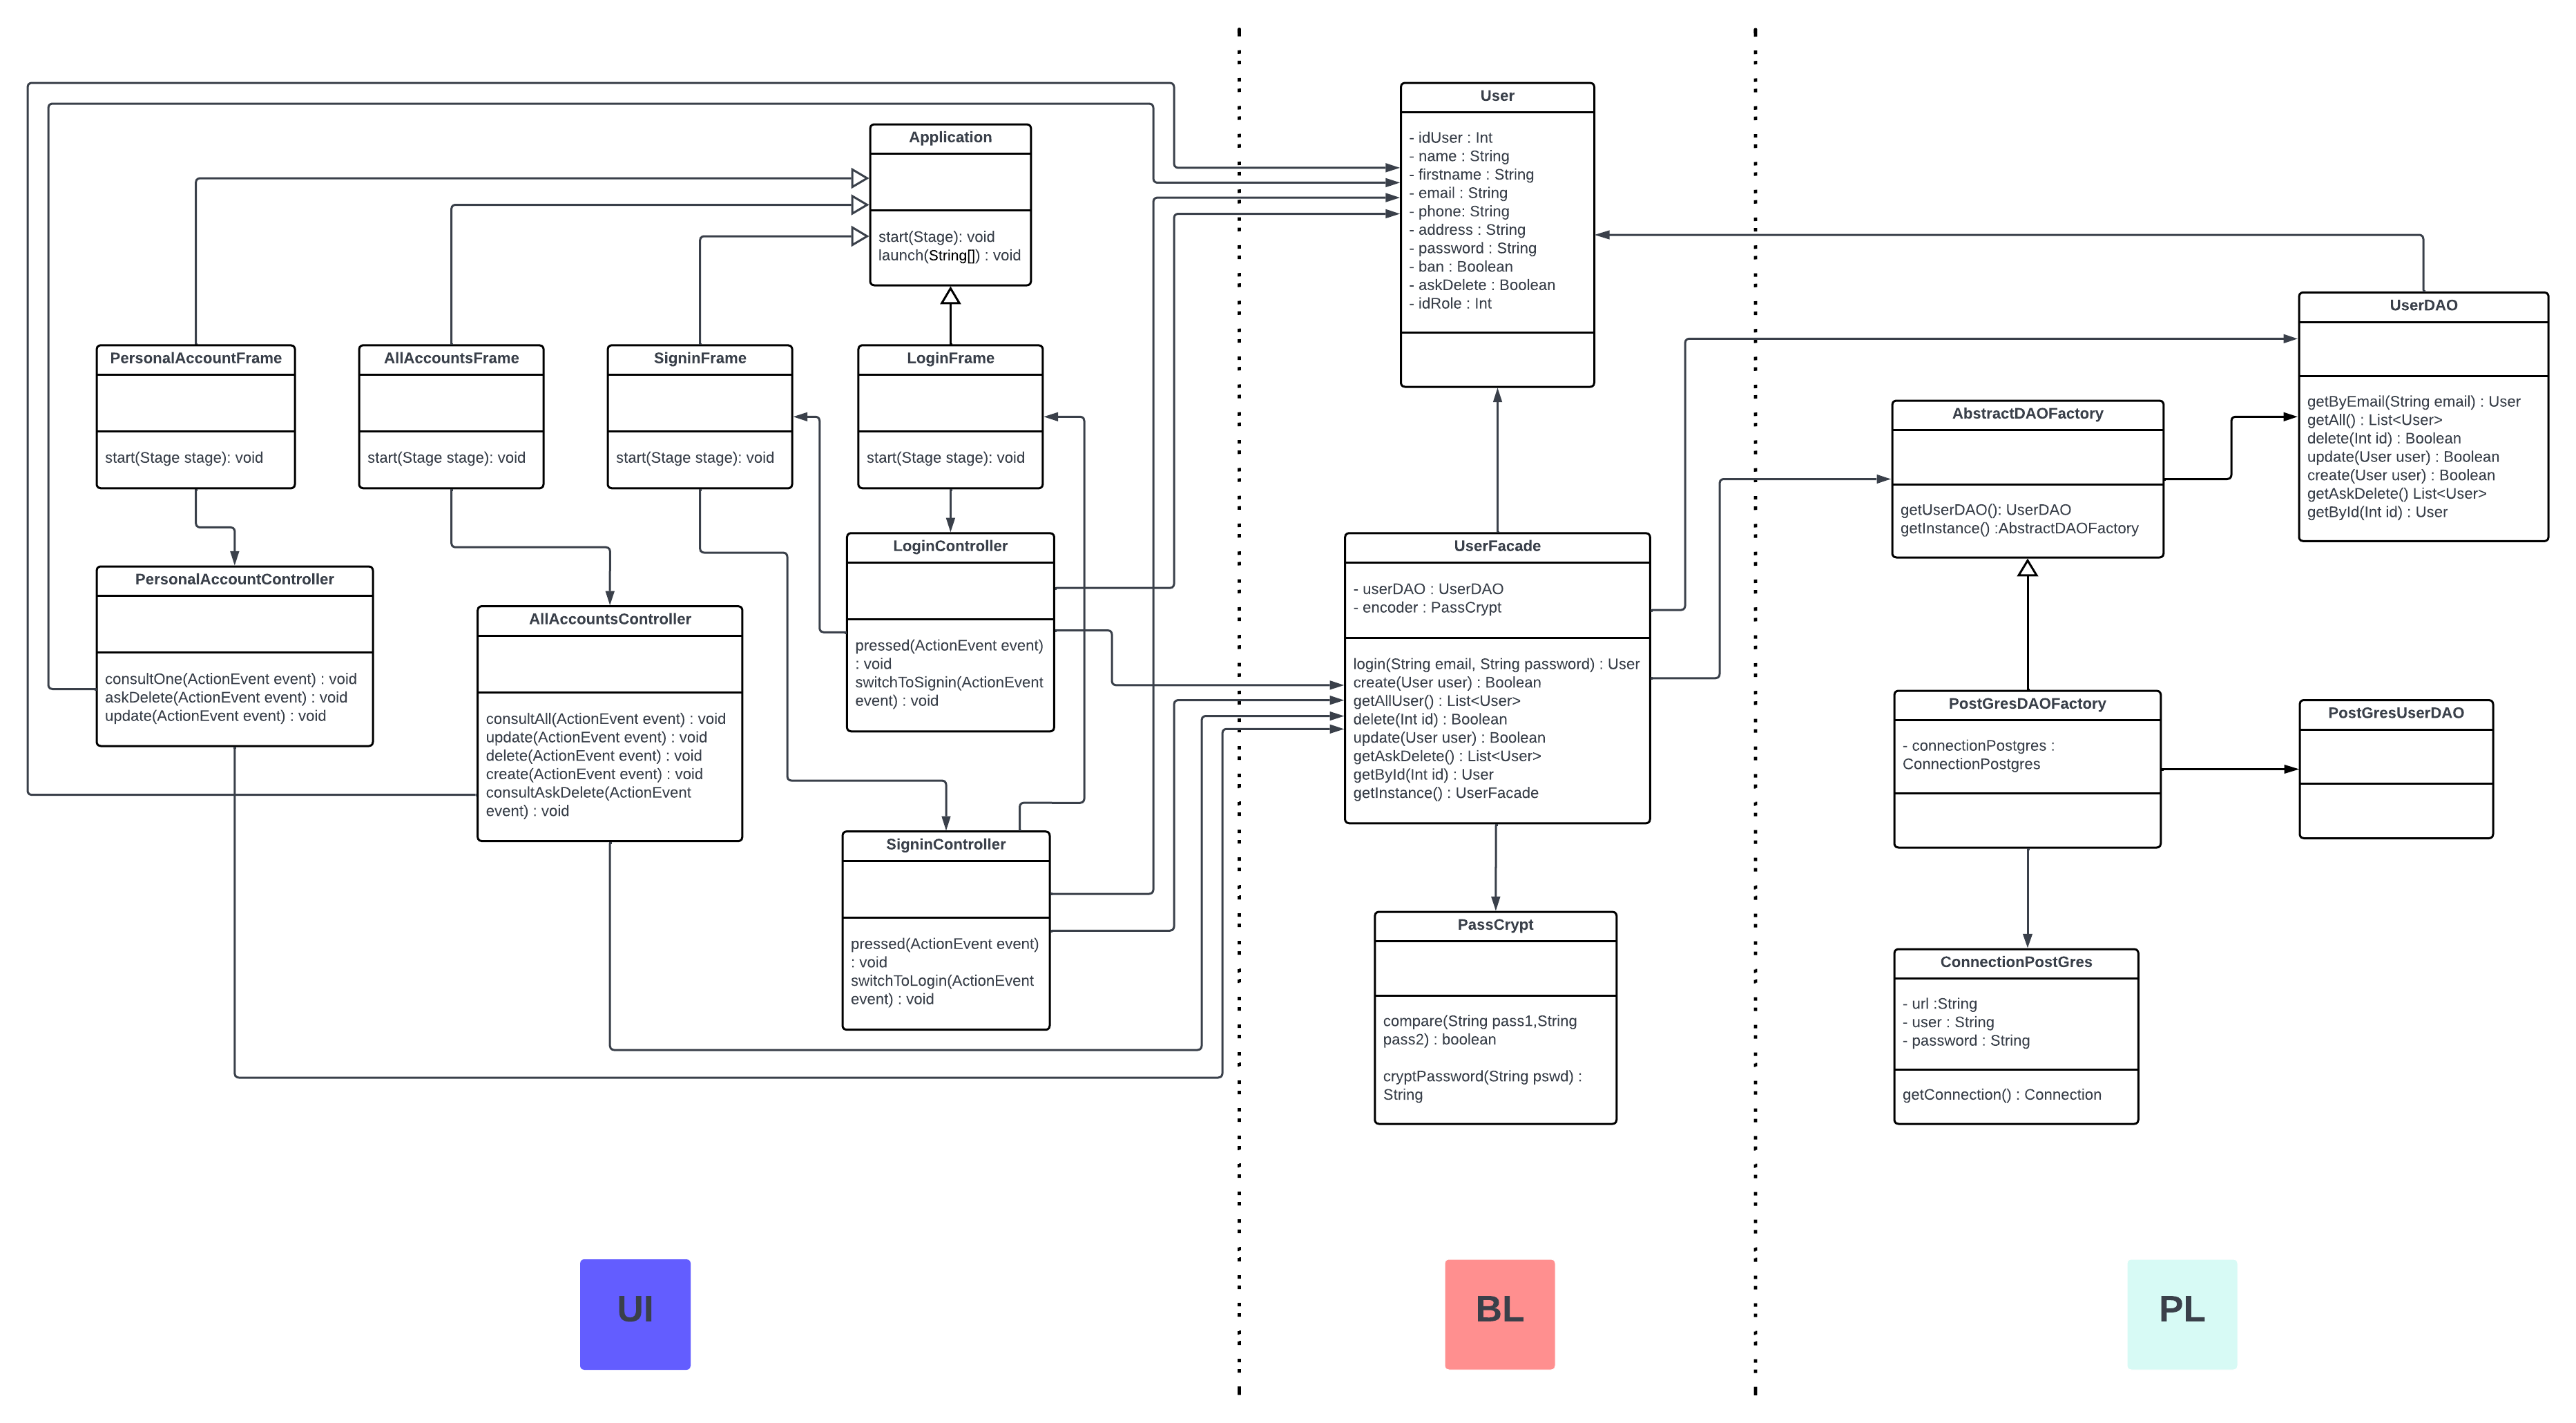 Application
start(Stage): void
launch(String[]) : void
PersonalAccountFrame
start(Stage stage): void
AllAccountsFrame
start(Stage stage): void
SigninFrame
start(Stage stage): void
LoginFrame
start(Stage stage): void
PersonalAccountController
consultOne(ActionEvent event) : void
askDelete(ActionEvent event) : void
update(ActionEvent event) : void
AllAccountsController
consultAll(ActionEvent event) : void
update(ActionEvent event) : void
delete(ActionEvent event) : void
create(ActionEvent event) : void
consultAskDelete(ActionEvent
event) : void
LoginController
pressed(ActionEvent event)
: void
switchToSignin(ActionEvent
event) : void
SigninController
pressed(ActionEvent event)
: void
switchToLogin(ActionEvent
event) : void
UI
User
- idUser : Int
- name : String
- firstname : String
- email : String
- phone: String
- address : String
- password : String
- ban : Boolean
- askDelete : Boolean
- idRole : Int
UserFacade
- userDAO : UserDAO
- encoder : PassCrypt
login(String email, String password) : User
create(User user) : Boolean
getAllUser() : List<User>
delete(Int id) : Boolean
update(User user) : Boolean
getAskDelete() : List<User>
getById(Int id) : User
getInstance() : UserFacade
PassCrypt
compare(String pass1,String
pass2) : boolean
cryptPassword(String pswd) :
String
BL
UserDAO
getByEmail(String email) : User
getAll() : List<User>
delete(Int id) : Boolean
update(User user) : Boolean
create(User user) : Boolean
getAskDelete() List<User>
getById(Int id) : User
AbstractDAOFactory
getUserDAO(): UserDAO
getInstance() :AbstractDAOFactory
PostGresDAOFactory
- connectionPostgres :
ConnectionPostgres
PostGresUserDAO
ConnectionPostGres
- url :String
- user : String
- password : String
getConnection() : Connection
PL